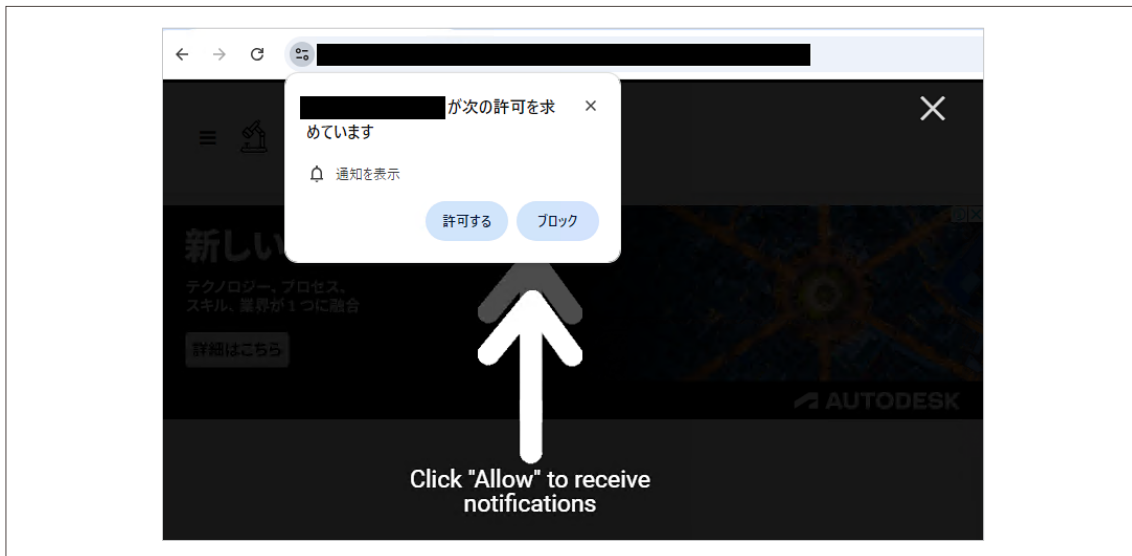 が次の許可を求
めています
通知を表示
許可する ブロック
新しい
テクノロジー、プロセス、
スキル、業界が1つに融合
詳細はこちら
AUTODESK
Click "Allow" to receive
notifications